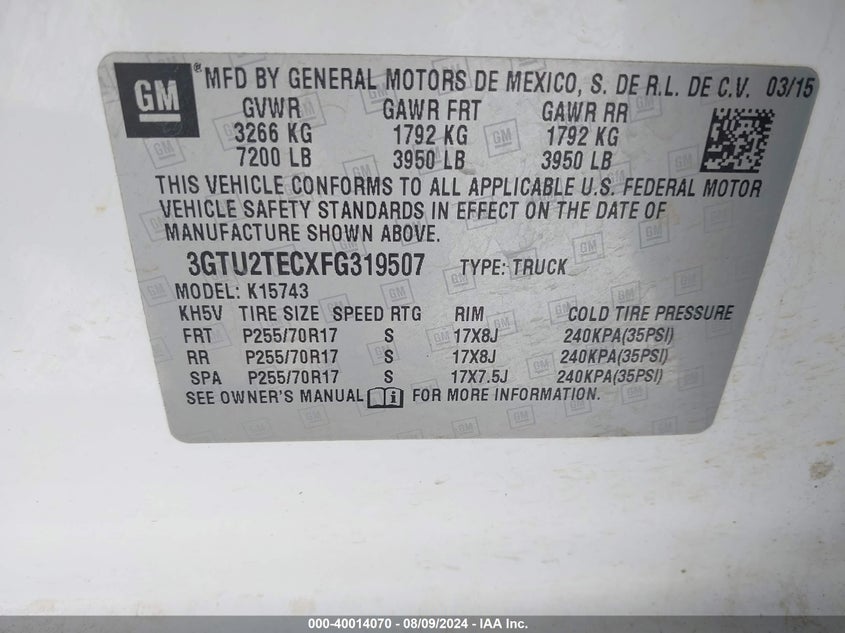 GM® MFD BY GENERAL MOTORS DE MEXICO, S. DE R.L. DE C.V. 03/15
GVWR GAWR FRT GAWR RR
3266 KG 1792 KG 1792 KG
7200 LB 3950 LB 3950 LB
THIS VEHICLE CONFORMS TO ALL APPLICABLE U.S. FEDERAL MOTOR
VEHICLE SAFETY STANDARDS IN EFFECT ON THE DATE OF
MANUFACTURE SHOWN ABOVE.
3GTU2TECXFG319507 TYPE: TRUCK
MODEL: K15743
KH5V TIRE SIZE SPEED RTG RIM COLD TIRE PRESSURE
FRT P255/70R17 S 17X8J 240KPA(35PSI)
RR P255/70R17 S 17X8J 240KPA(35PSI)
SPA P255/70R17 S 17X7.5J 240KPA(35PSI)
SEE OWNER'S MANUAL i FOR MORE INFORMATION.
000-40014070 - 08/09/2024 - IAA Inc.